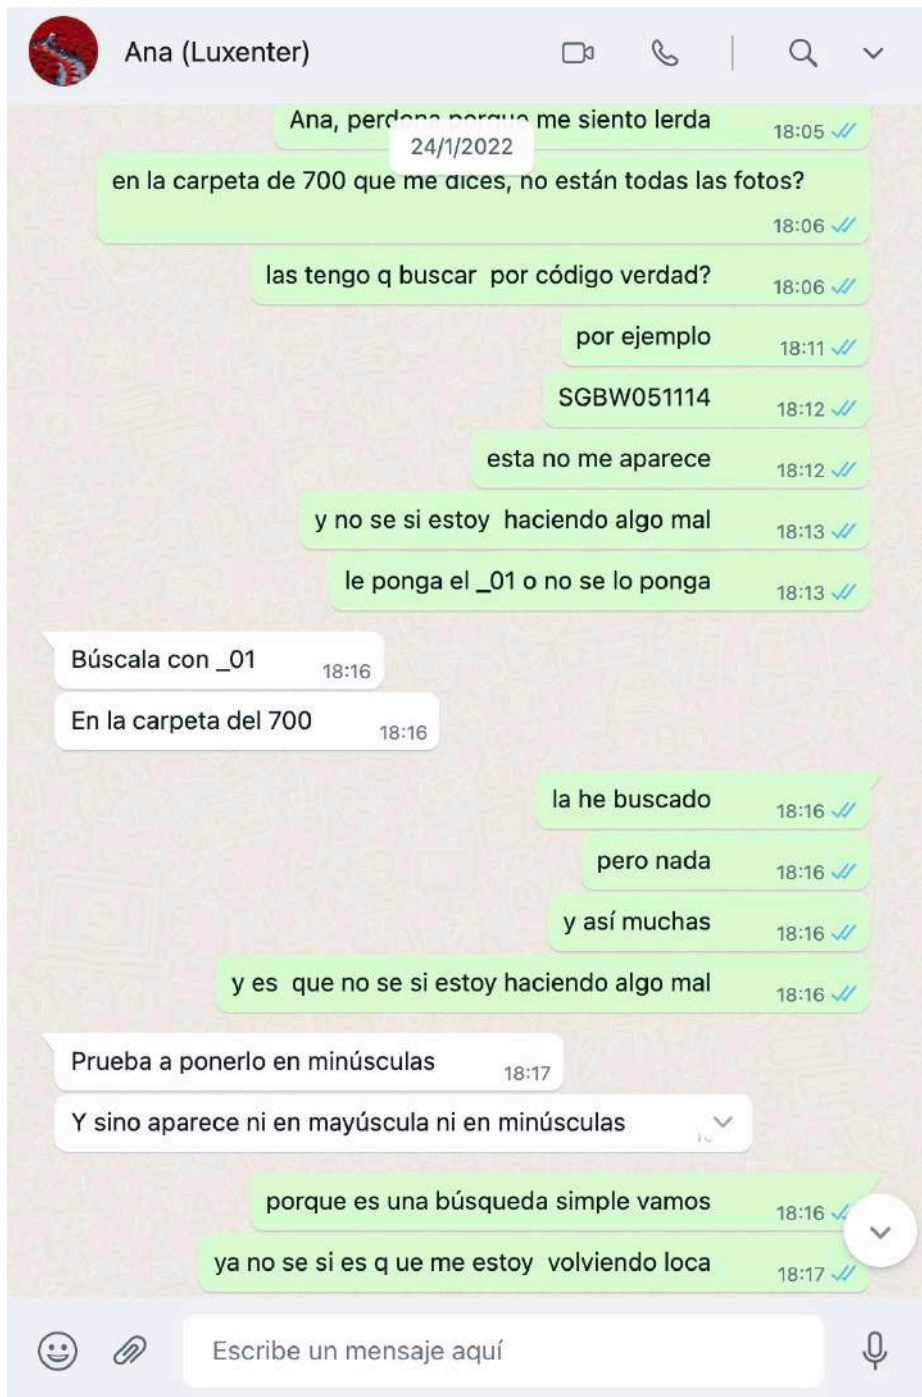 Ana (Luxenter)
Ana, perdona porque me siento lerda
18:05
24/1/2022
en la carpeta de 700 que me dices, no están todas las fotos?
18:06
las tengo q buscar por código verdad?
18:06
por ejemplo
18:11
SGBW051114
18:12
esta no me aparece
18:12
y no se si estoy haciendo algo mal
18:13
le ponga el _01 o no se lo ponga
18:13
Búscala con _01
18:16
En la carpeta del 700
18:16
la he buscado
18:16
pero nada
18:16
y así muchas
18:16
y es que no se si estoy haciendo algo mal
18:16
Prueba a ponerlo en minúsculas
18:17
Y sino aparece ni en mayúscula ni en minúsculas
porque es una búsqueda simple vamos
18:16
ya no se si es q ue me estoy volviendo loca
18:17
Escribe un mensaje aquí